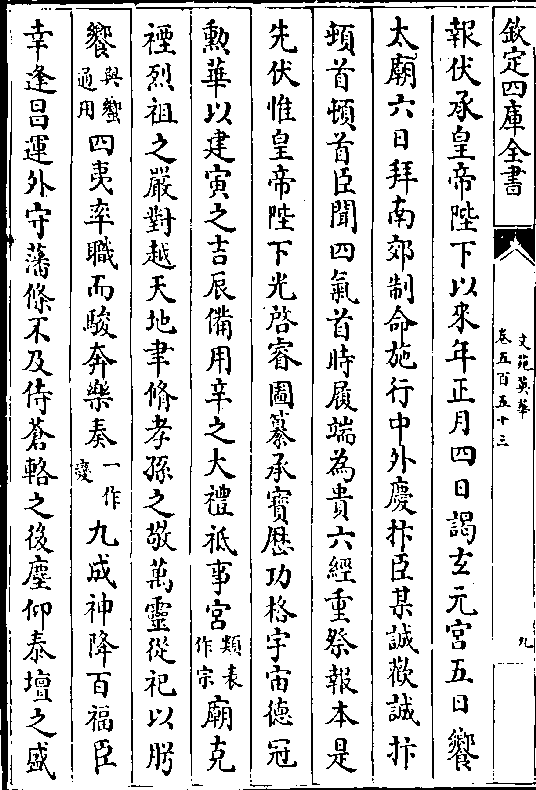 欽定四庫全書
文苑英華
卷五百五十三
九
報伏承皇帝陛下以來年正月四日謁玄元宮五日饗
太廟六日拜南郊制命施行中外慶抃臣某誠歡誠抃
頓首頓首臣聞四氣首時履端為貴六經重祭報本是
先伏惟皇帝陛下光啓睿圖纂承寶厯功格宇宙德冠
勲華以建寅之吉辰備用辛之大禮祗事宮類表作宗廟克
禋烈祖之嚴對越天地聿脩孝孫之敬萬靈從祀以肹
饗與蠁通用四夷率職而駿奔樂奏一作變九成神降百福臣
幸逢昌運外守藩條不及侍蒼輅之後塵仰泰壇之盛